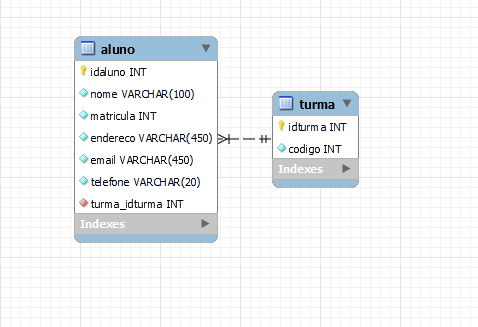 aluno
idaluno INT
nome VARCHAR(100)
matricula INT
endereco VARCHAR(450)
email VARCHAR(450)
telefone VARCHAR(20)
turma_idturma INT
Indexes
turma
idturma INT
codigo INT
Indexes